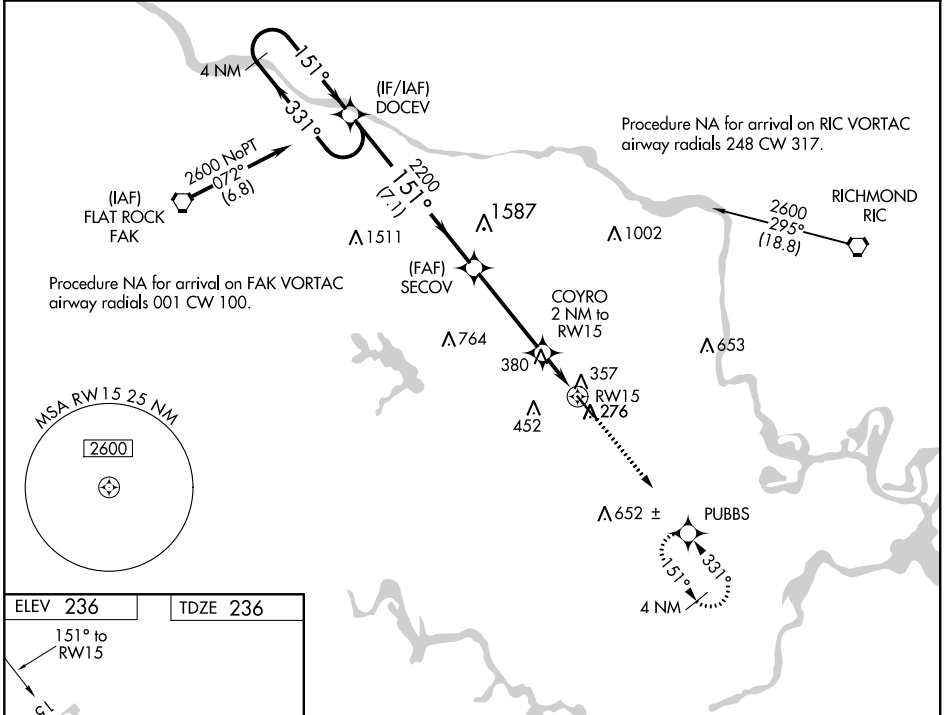 4 NM
151°
(IF/IAF)
DOCEV
331°
Procedure NA for arrival on RIC VORTAC
airway radials 248 CW 317.
2600 NoPT
072°
(6.8)
(IAF)
FLAT ROCK
FAK
2200
151°
(7.1)
RICHMOND
RIC
2600
295°
(18.8)
1587
1511
1002
Procedure NA for arrival on FAK VORTAC
airway radials 001 CW 100.
(FAF)
SECOV
COYRO
2 NM to
RW15
764
653
380
357
RW15
276
452
MSA RW15 25 NM
2600
652 ±
PUBBS
151°
331°
4 NM
ELEV 236
TDZE 236
151° to
RW15
15